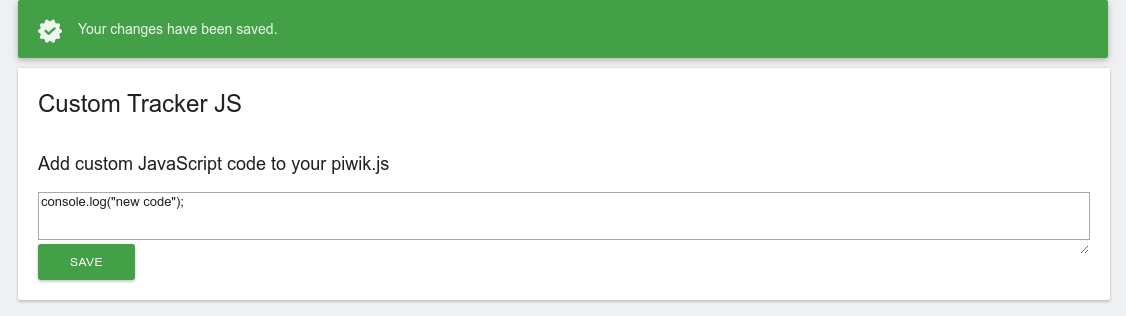 Your changes have been saved.
Custom Tracker JS
Add custom JavaScript code to your piwik.js
console.log("new code");
SAVE